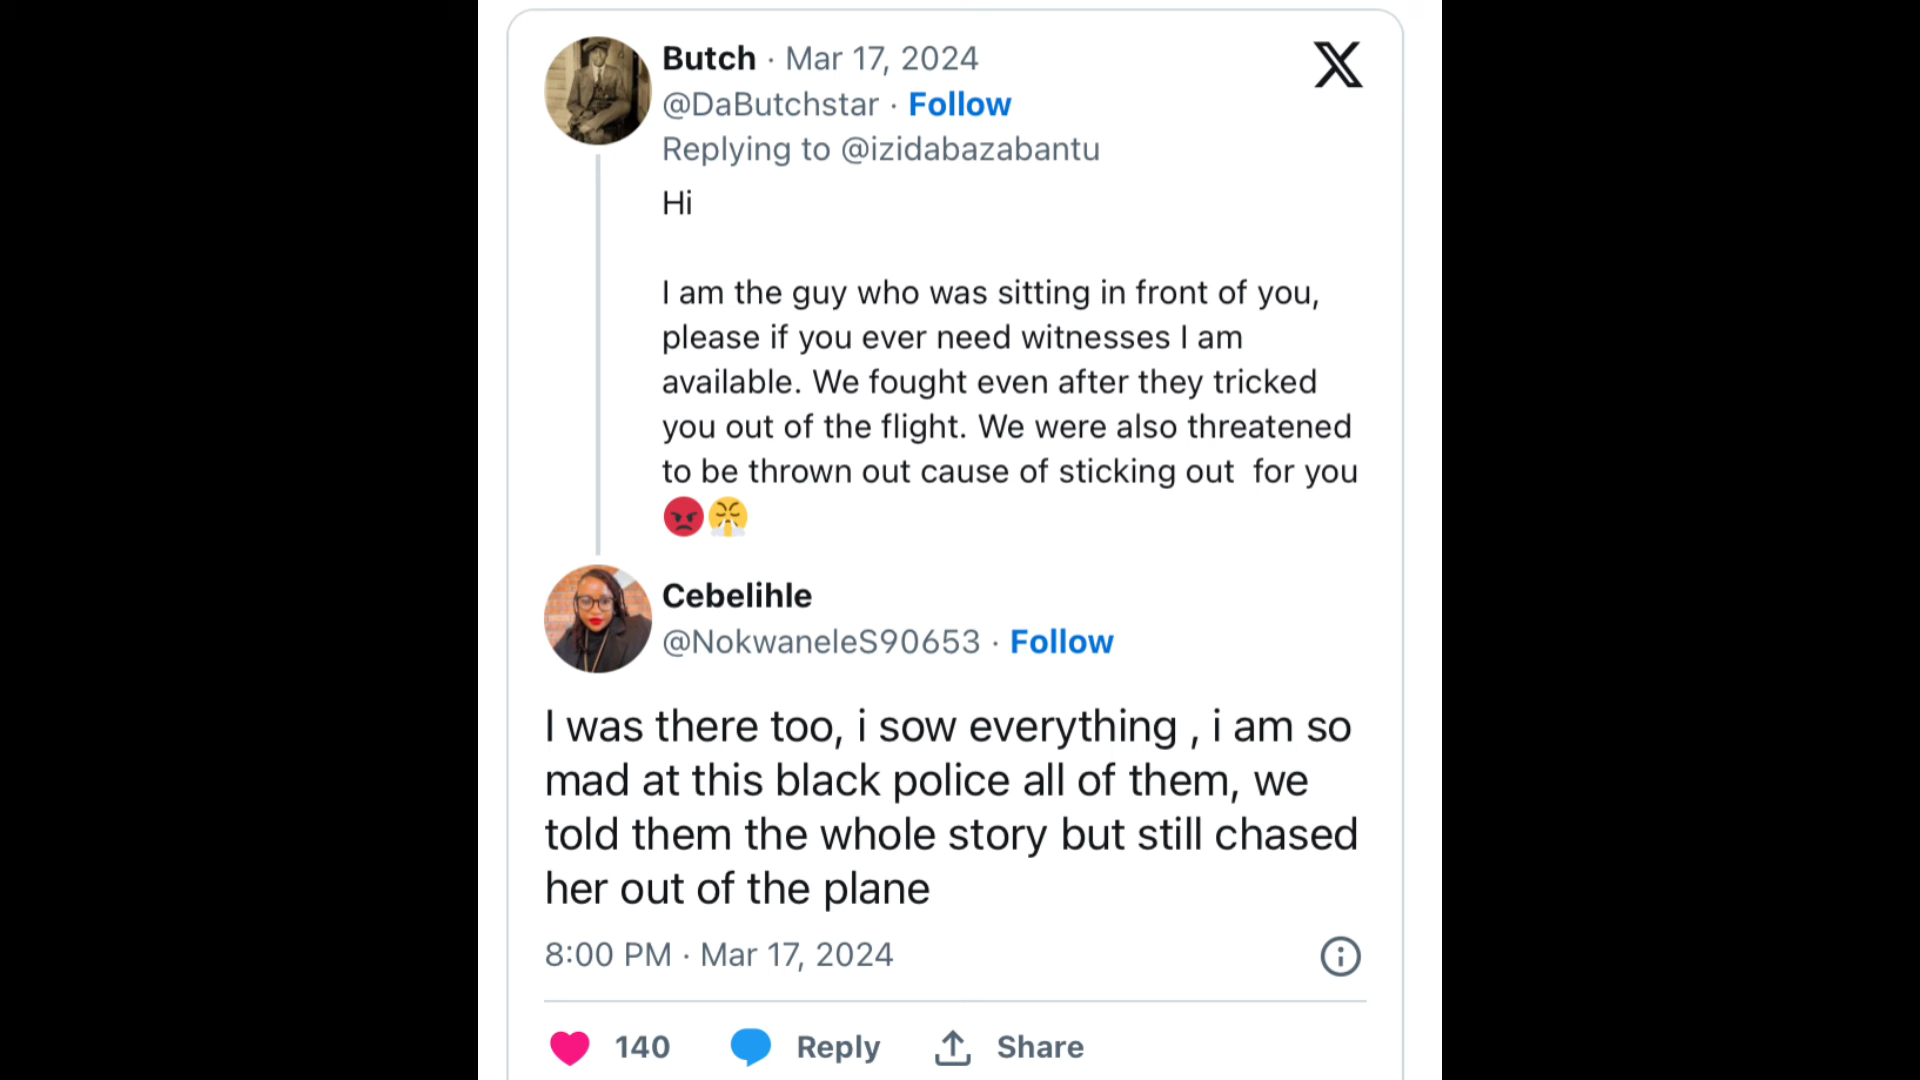 Butch · Mar 17, 2024
@DaButchstar · Follow
Replying to @izidabazabantu
Hi
I am the guy who was sitting in front of you,
please if you ever need witnesses I am
available. We fought even after they tricked
you out of the flight. We were also threatened
to be thrown out cause of sticking out  for you
😡😤
Cebelihle
@NokwaneleS90653 · Follow
I was there too, i sow everything , i am so
mad at this black police all of them, we
told them the whole story but still chased
her out of the plane
8:00 PM · Mar 17, 2024
140 Reply Share